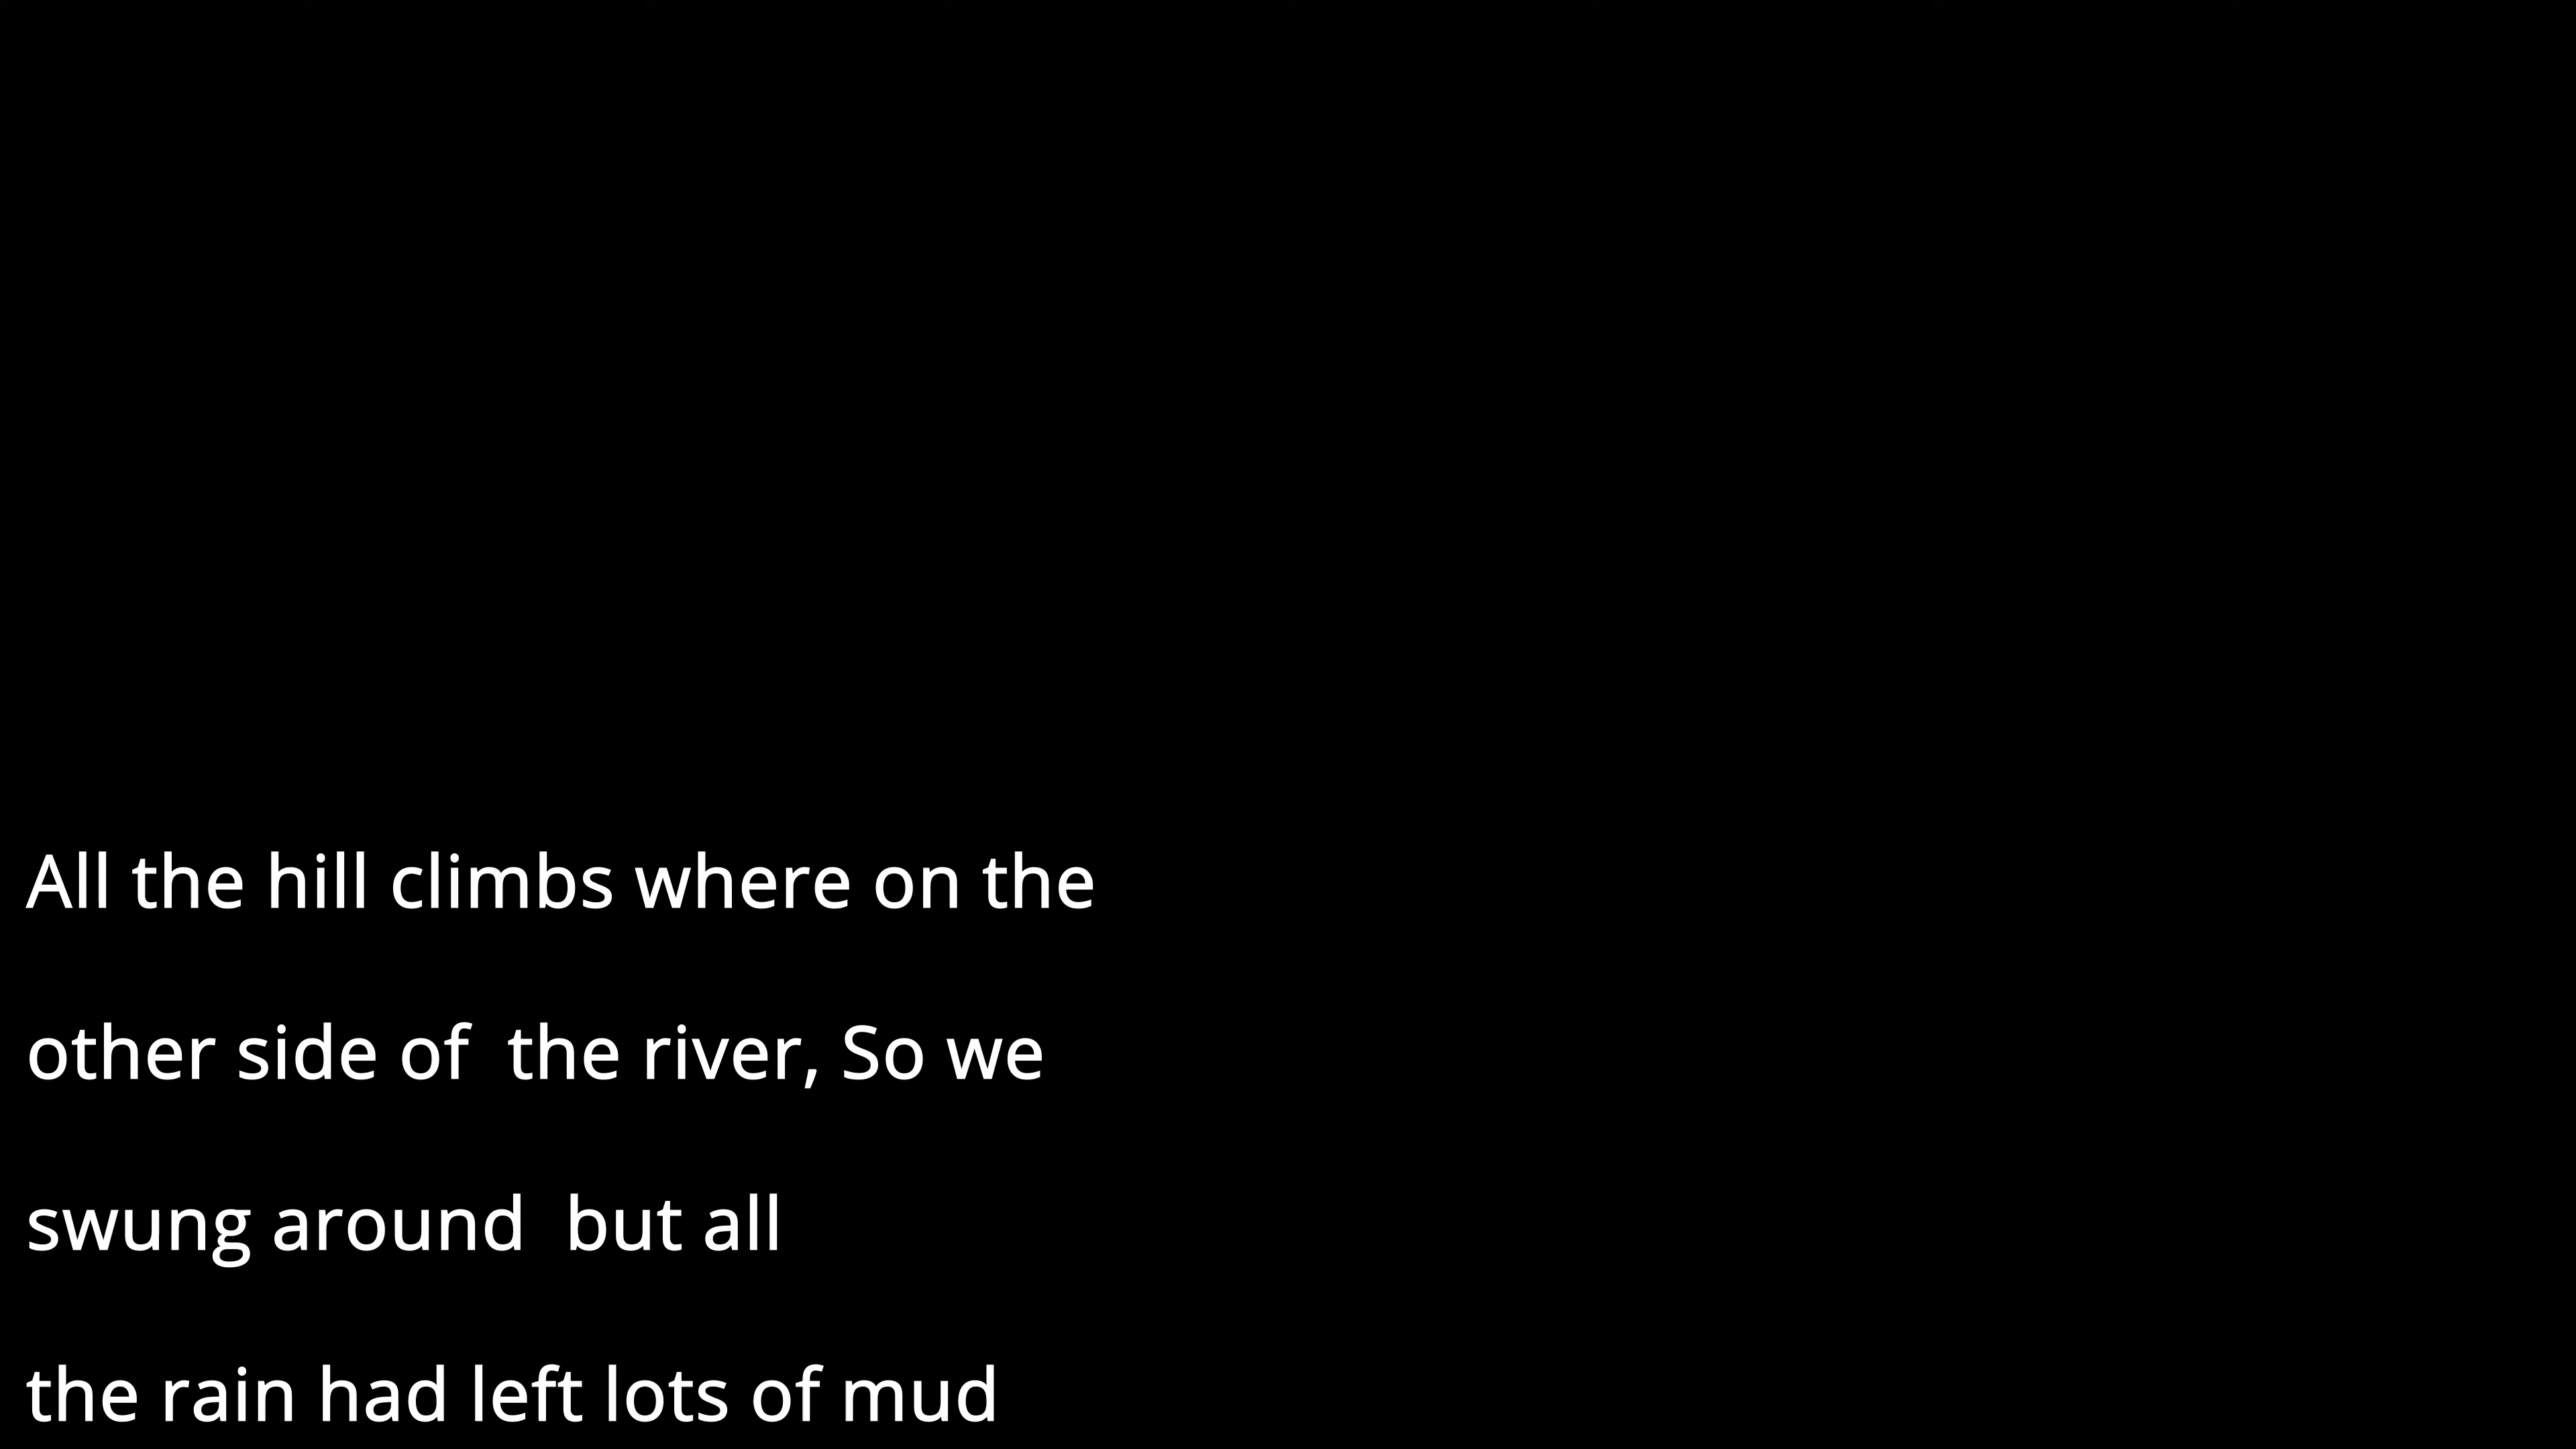 All the hill climbs where on the
other side of  the river, So we
swung around  but all
the rain had left lots of mud